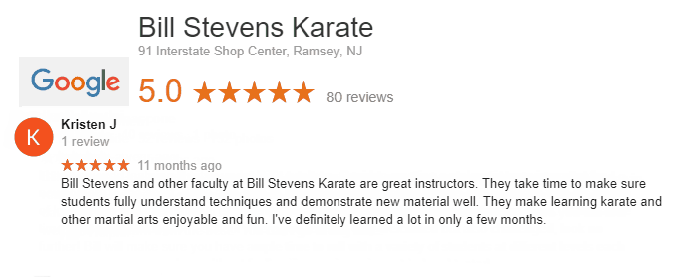 Bill Stevens Karate
91 Interstate Shop Center, Ramsey, NJ
Google
5.0 80 reviews
K
Kristen J
1 review
11 months ago
Bill Stevens and other faculty at Bill Stevens Karate are great instructors. They take time to make sure
students fully understand techniques and demonstrate new material well. They make learning karate and
other martial arts enjoyable and fun. I've definitely learned a lot in only a few months.